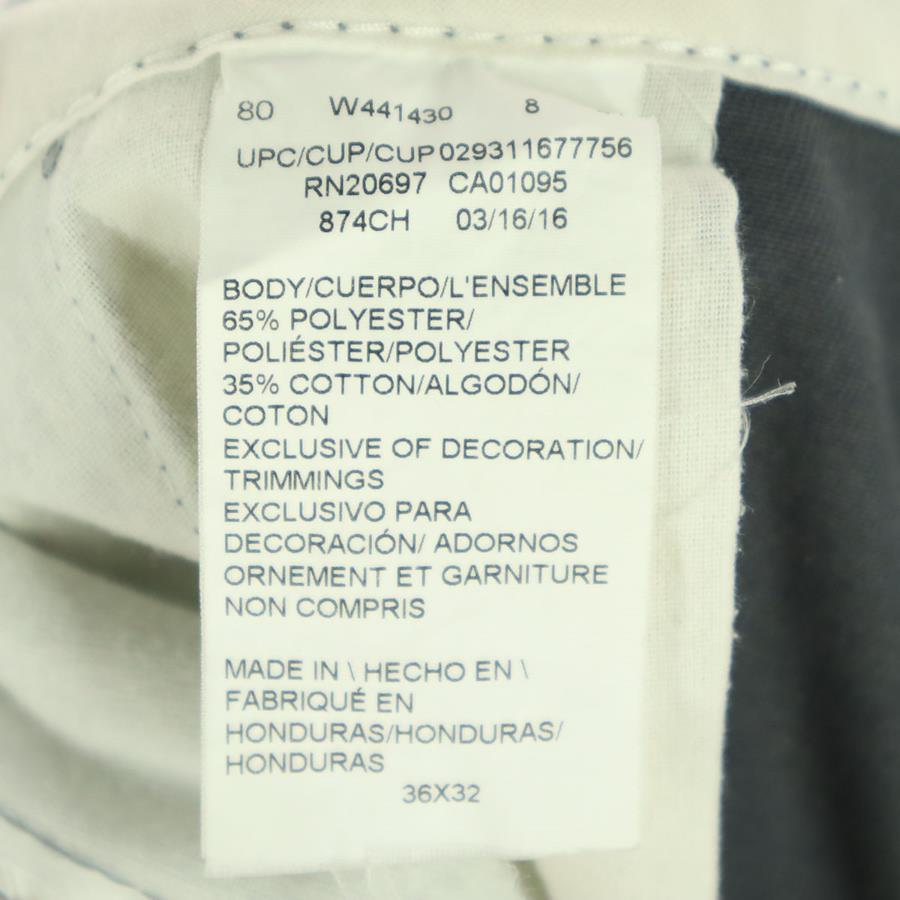 80 W441430 8
UPC/CUP/CUP 029311677756
RN20697 CA01095
874CH 03/16/16
BODY/CUERPO/L'ENSEMBLE
65% POLYESTER/
POLIÉSTER/POLYESTER
35% COTTON/ALGODÓN/
COTON
EXCLUSIVE OF DECORATION/
TRIMMINGS
EXCLUSIVO PARA
DECORACIÓN/ ADORNOS
ORNEMENT ET GARNITURE
NON COMPRIS
MADE IN \ HECHO EN \
FABRIQUÉ EN
HONDURAS/HONDURAS/
HONDURAS
36X32